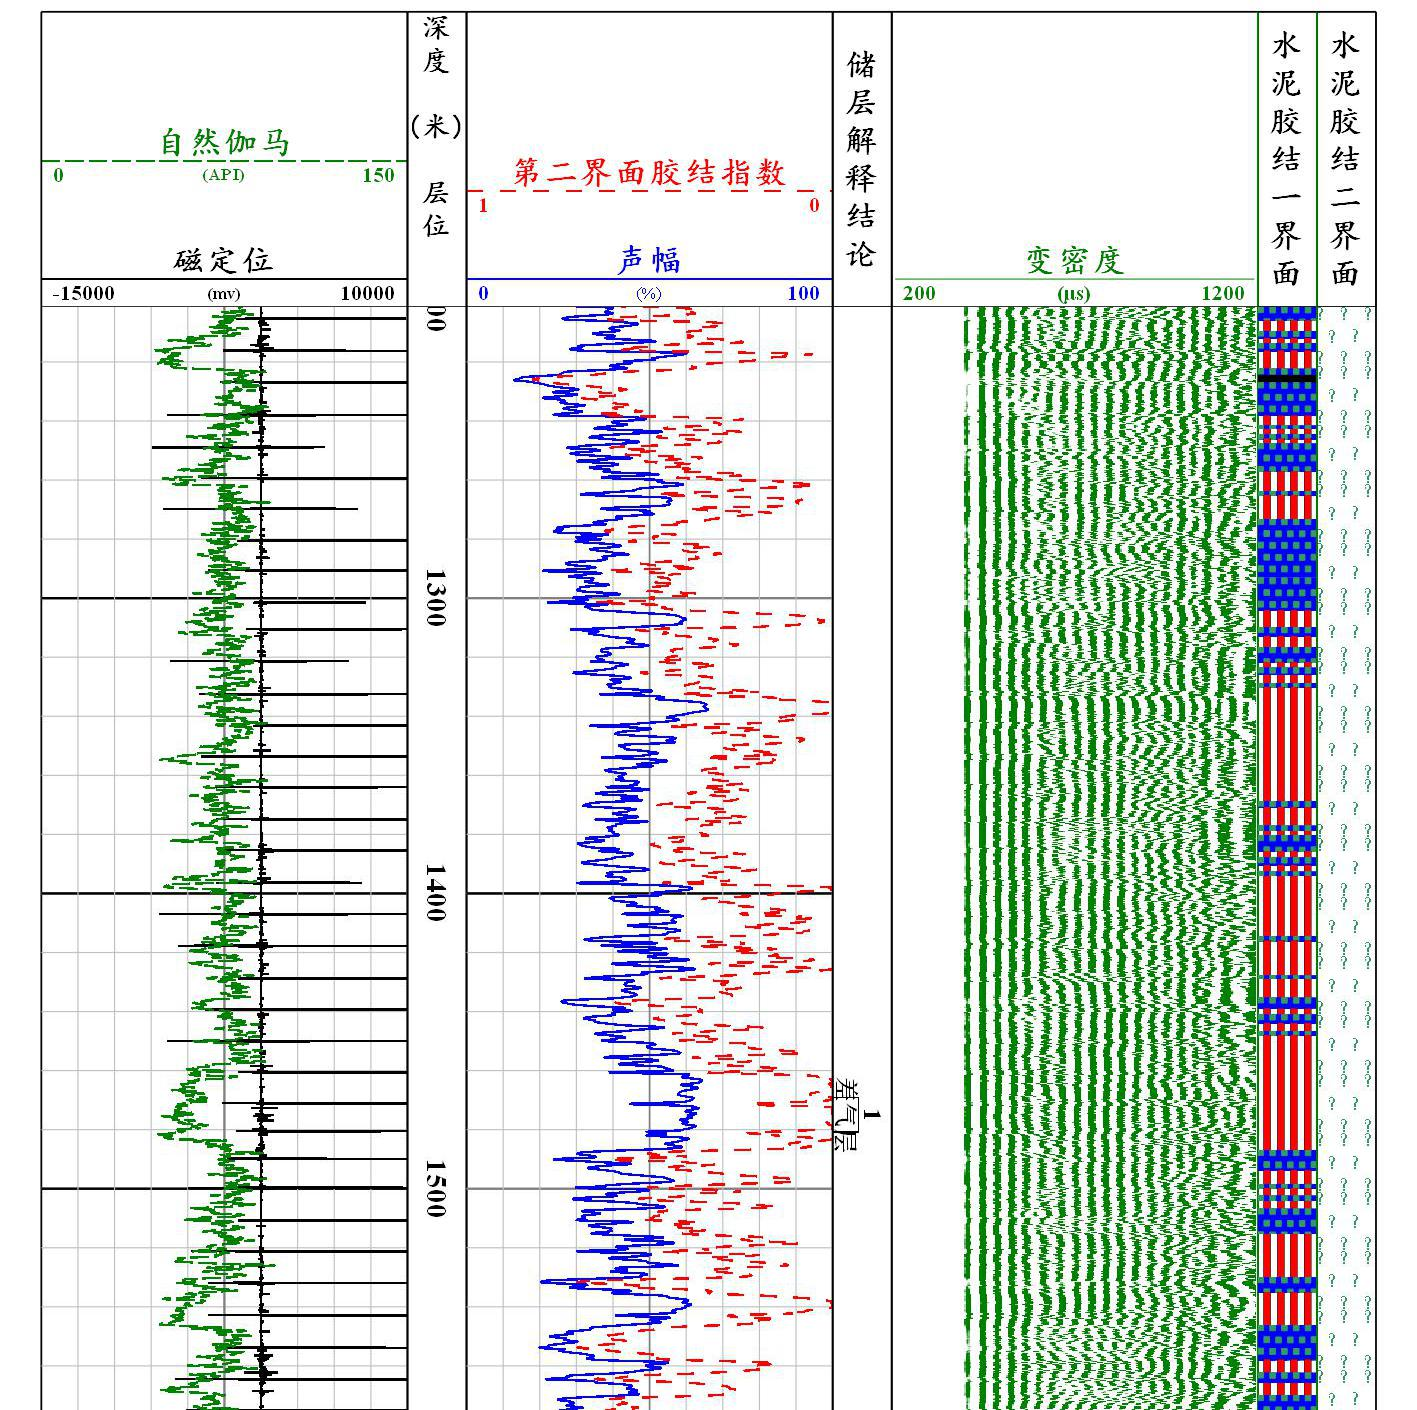 自然伽马
0 (API) 150
磁定位
-15000 (mv) 10000
深度
(米)
层位
第二界面胶结指数
1 0
声幅
0 (%) 100
储层解释结论
变密度
200 (μs) 1200
水泥胶结一界面
水泥胶结二界面
00
1300
1400
1
差气层
1500